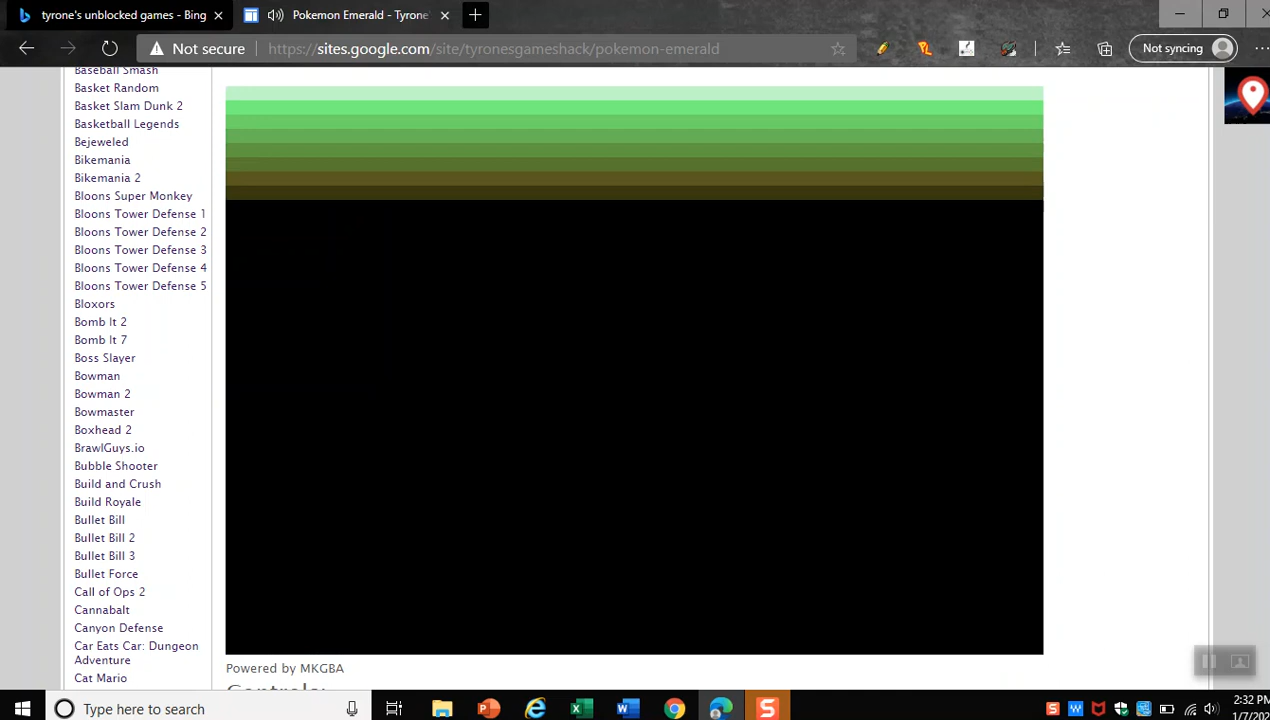 tyrone's unblocked games - Bing
Pokemon Emerald - Tyrone'
Not secure
https://sites.google.com/site/tyronesgameshack/pokemon-emerald
Not syncing
Baseball Smash
Basket Random
Basket Slam Dunk 2
Basketball Legends
Bejeweled
Bikemania
Bikemania 2
Bloons Super Monkey
Bloons Tower Defense 1
Bloons Tower Defense 2
Bloons Tower Defense 3
Bloons Tower Defense 4
Bloons Tower Defense 5
Bloxors
Bomb It 2
Bomb It 7
Boss Slayer
Bowman
Bowman 2
Bowmaster
Boxhead 2
BrawlGuys.io
Bubble Shooter
Build and Crush
Build Royale
Bullet Bill
Bullet Bill 2
Bullet Bill 3
Bullet Force
Call of Ops 2
Cannabalt
Canyon Defense
Car Eats Car: Dungeon
Adventure
Cat Mario
Powered by MKGBA
Controls:
Type here to search
2:32 PM
1/7/202